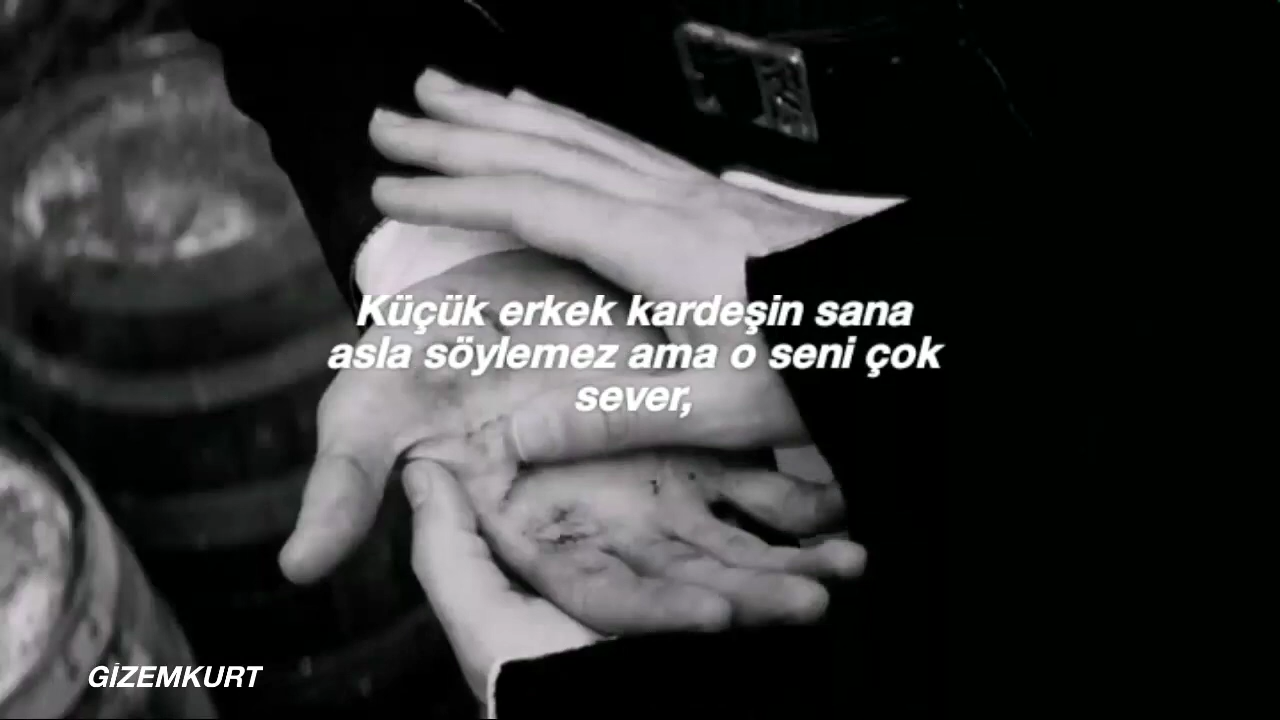 Küçük erkek kardeşin sana
asla söylemez ama o seni çok
sever,
GİZEMKURT